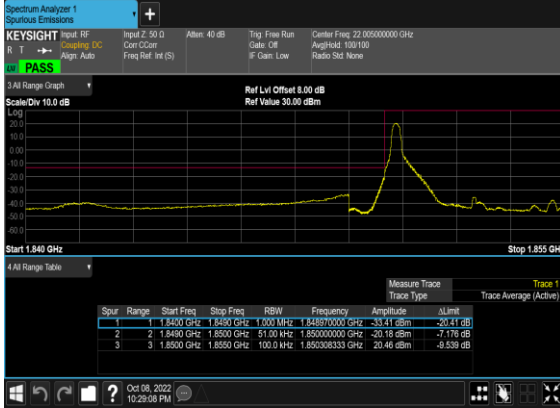 Spectrum Analyzer 1
Spurious Emissions
+
KEYSIGHT Input: RF Input Z: 50 Ω Atten: 40 dB Trig: Free Run Center Freq: 22.005000000 GHz
R T Coupling: DC Corr CCorr Gate: Off Avg|Hold: 100/100
Align: Auto Freq Ref: Int (S) IF Gain: Low Radio Std: None
LXI PASS
3 All Range Graph Ref Lvl Offset 8.00 dB
Scale/Div 10.0 dB Ref Value 30.00 dBm
Log
20.0
10.0
0.00
-10.0
-20.0
-30.0
-40.0
-50.0
-60.0
Start 1.840 GHz Stop 1.855 GH
4 All Range Table
Measure Trace Trace 1
Trace Type Trace Average (Active)
Spur Range Start Freq Stop Freq RBW Frequency Amplitude ΔLimit
1 1 1.8400 GHz 1.8490 GHz 1.000 MHz 1.848970000 GHz -33.41 dBm -20.41 dB
2 2 1.8490 GHz 1.8500 GHz 51.00 kHz 1.850000000 GHz -20.18 dBm -7.176 dB
3 3 1.8500 GHz 1.8550 GHz 100.0 kHz 1.850308333 GHz 20.46 dBm -9.539 dB
? Oct 08, 2022
10:29:08 PM